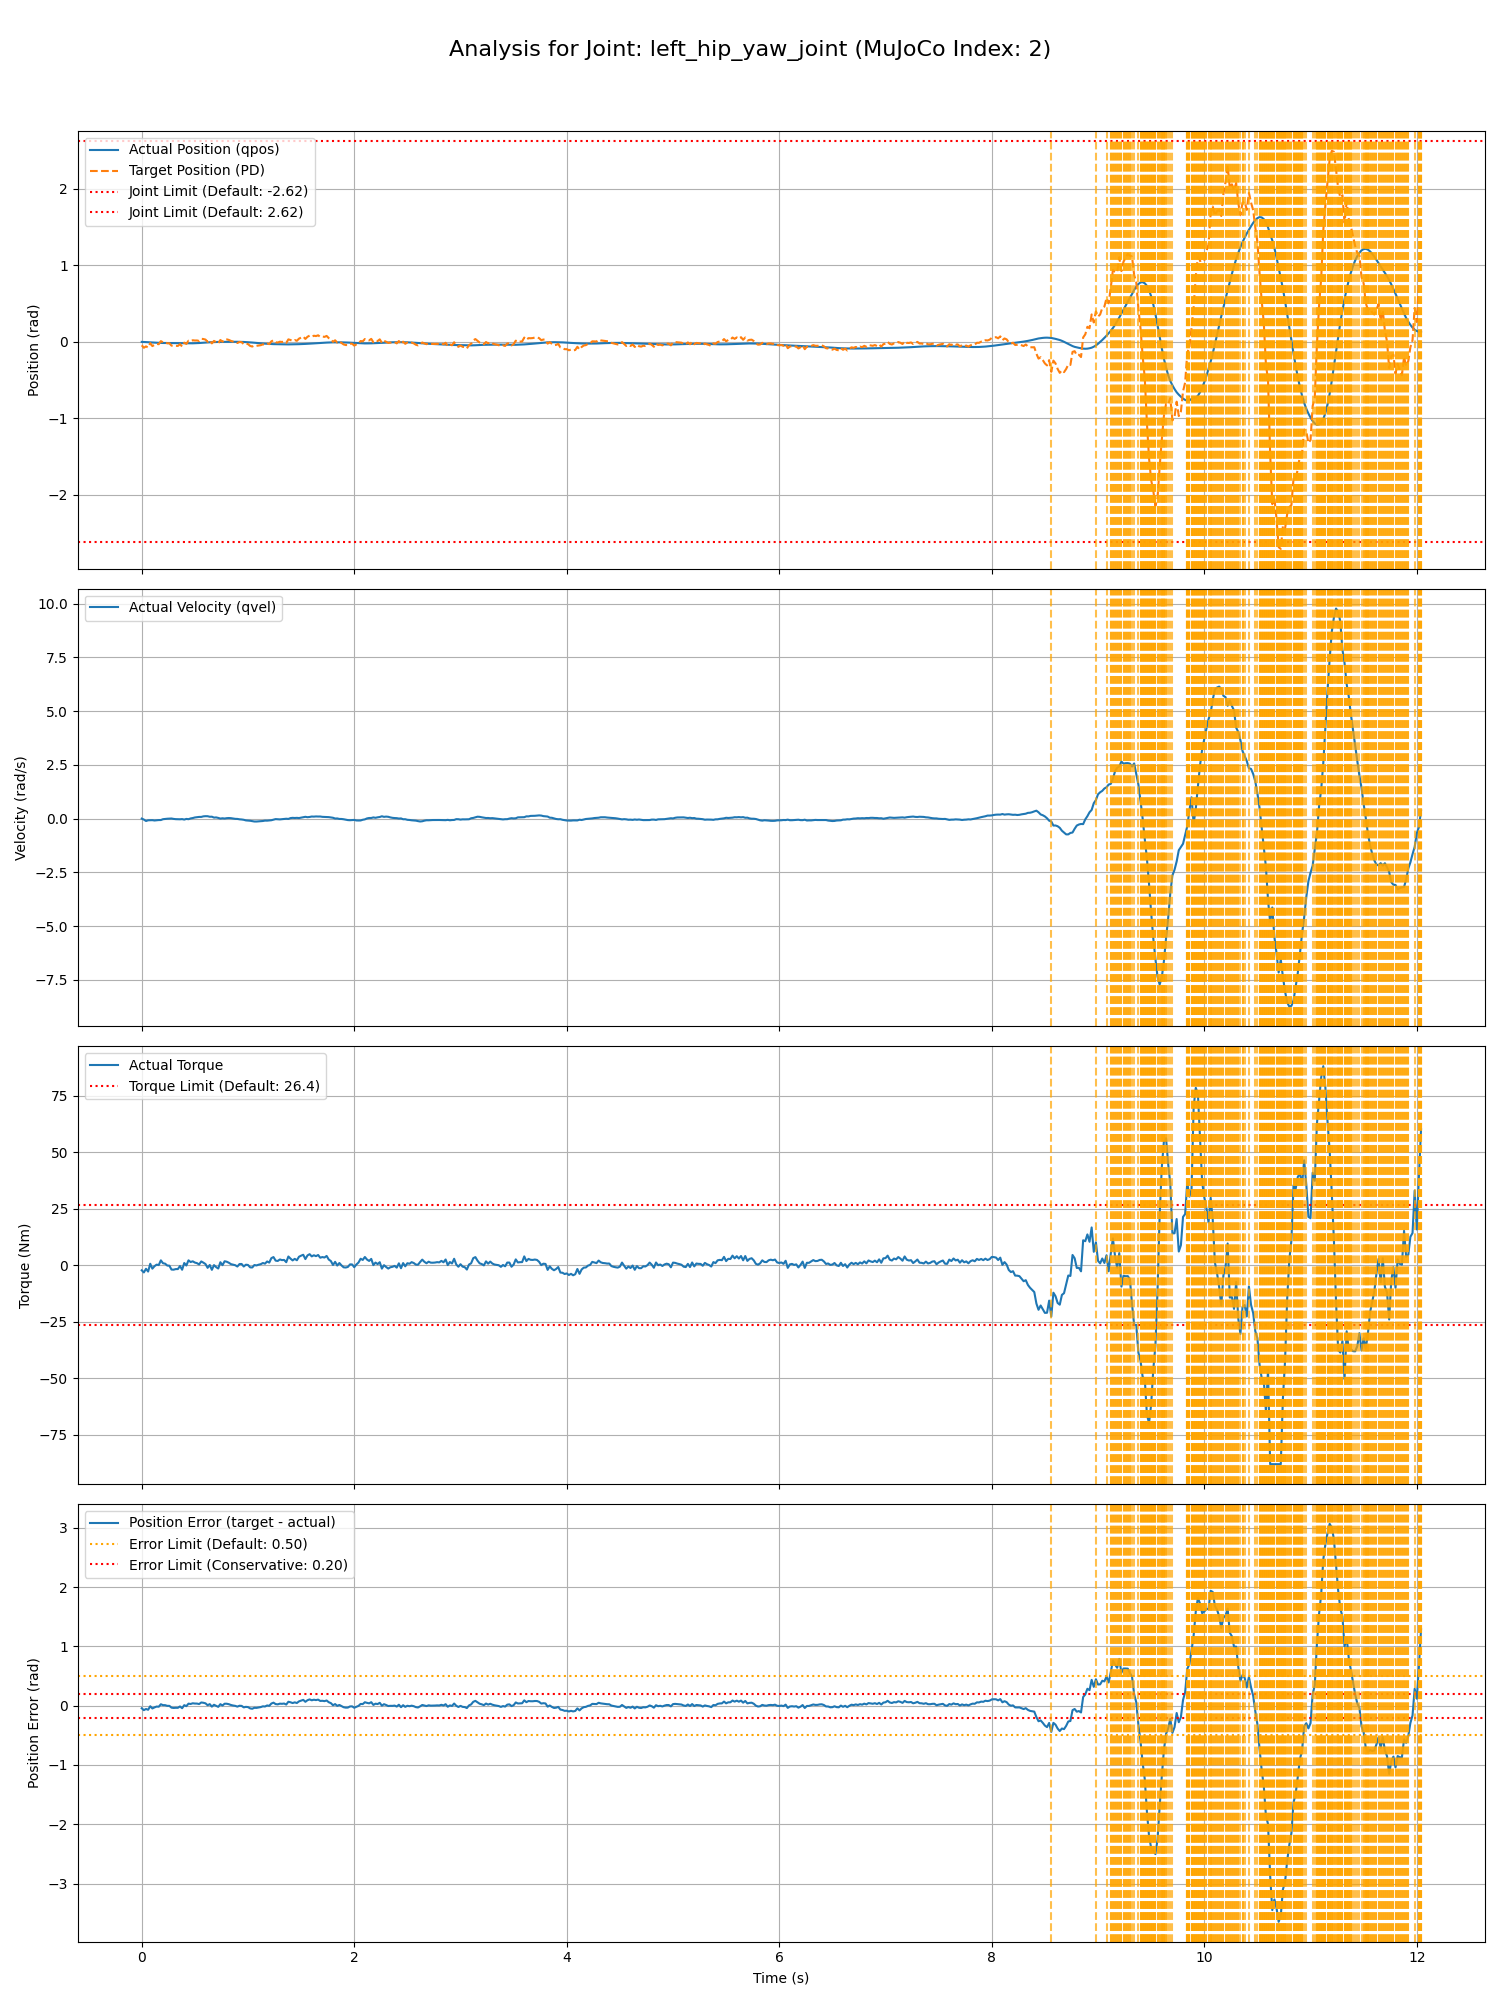 Analysis for Joint: left_hip_yaw_joint (MuJoCo Index: 2)
Actual Position (qpos)
Target Position (PD)
Joint Limit (Default: -2.62)
Joint Limit (Default: 2.62)
Position (rad)
2
1
0
−1
−2
Actual Velocity (qvel)
Velocity (rad/s)
10.0
7.5
5.0
2.5
0.0
−2.5
−5.0
−7.5
Actual Torque
Torque Limit (Default: 26.4)
Torque (Nm)
75
50
25
0
−25
−50
−75
Position Error (target - actual)
Error Limit (Default: 0.50)
Error Limit (Conservative: 0.20)
Position Error (rad)
3
2
1
0
−1
−2
−3
0 2 4 6 8 10 12
Time (s)